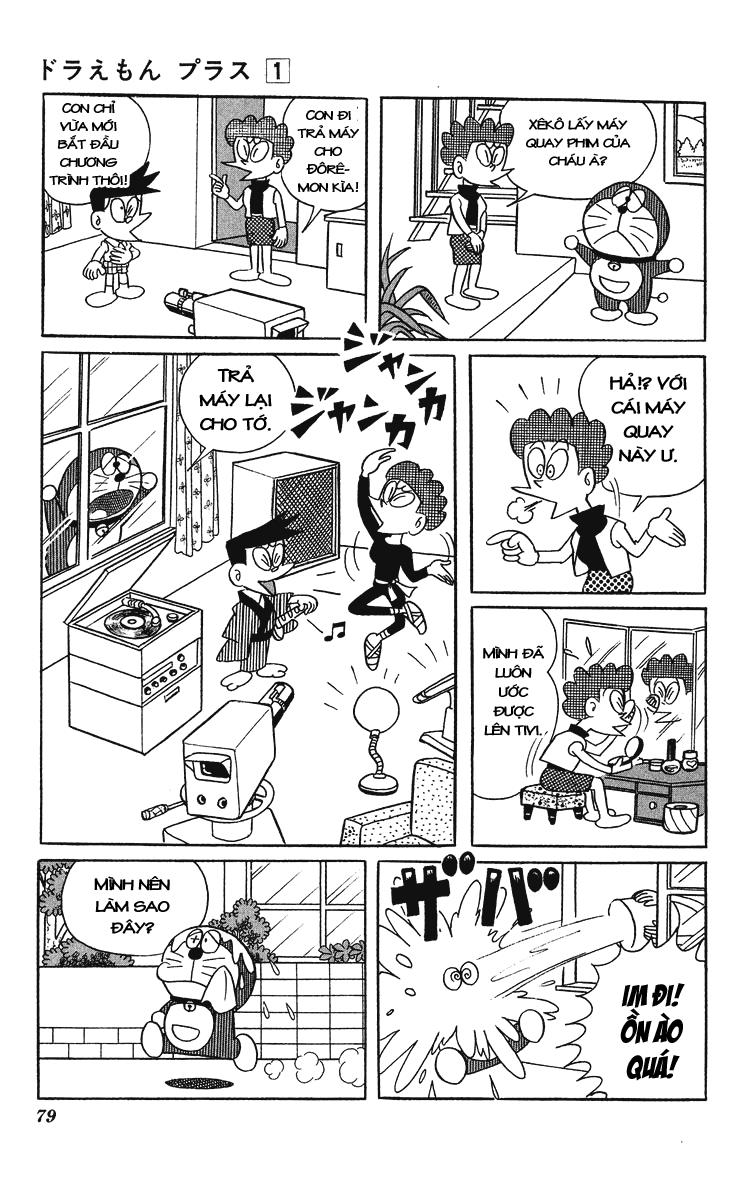 ドラえもん プラス 1
XÊKÔ LẤY MÁY
QUAY PHIM CỦA
CHÁU À?
CON ĐI
TRẢ MÁY
CHO
ĐÔRÊ-
MON KÌA!
CON CHỈ
VỪA MỚI
BẮT ĐẦU
CHƯƠNG
TRÌNH THÔI!
HẢ!? VỚI
CÁI MÁY
QUAY
NÀY Ư.
MÌNH ĐÃ
LUÔN
ƯỚC
ĐƯỢC
LÊN TIVI.
ジャンカ
ジャンカカ
TRẢ
MÁY LẠI
CHO TỚ.
ザバ
IM ĐI!
ỒN ÀO
QUÁ!
MÌNH NÊN
LÀM SAO
ĐÂY?
79